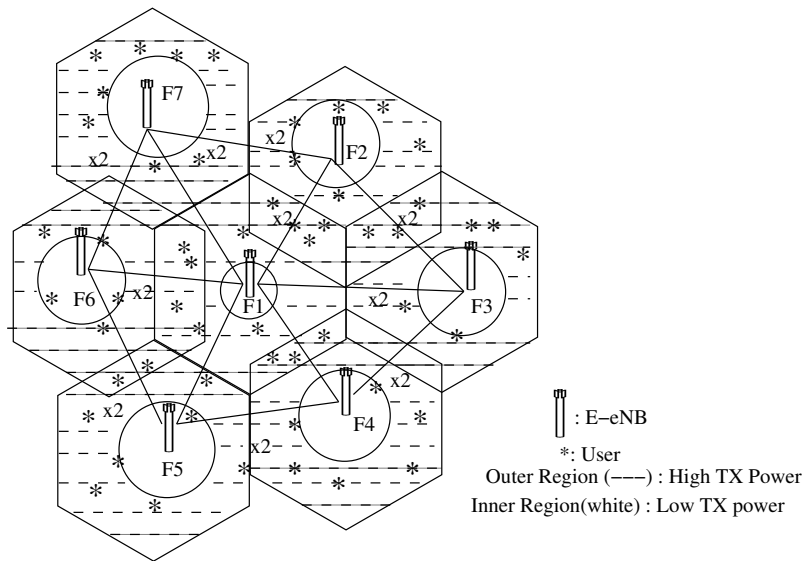 F7
x2
F2
x2
x2
x2
x2
F1
F6
x2
x2
F3
x2
x2
F4
F5
x2
: E−eNB
*: User
Outer Region (−−−) : High TX Power
Inner Region(white) : Low TX power